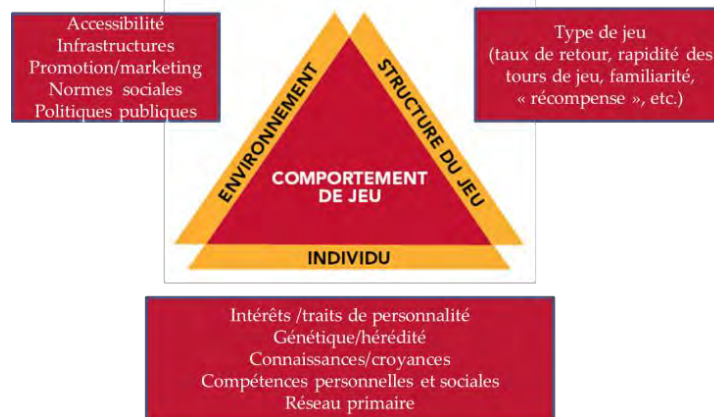 Accessibilité
Infrastructures
Promotion/marketing
Normes sociales
Politiques publiques
Type de jeu
(taux de retour, rapidité des
tours de jeu, familiarité,
« récompense », etc.)
ENVIRONNEMENT
STRUCTURE DU JEU
COMPORTEMENT
DE JEU
INDIVIDU
Intérêts /traits de personnalité
Génétique/hérédité
Connaissances/croyances
Compétences personnelles et sociales
Réseau primaire